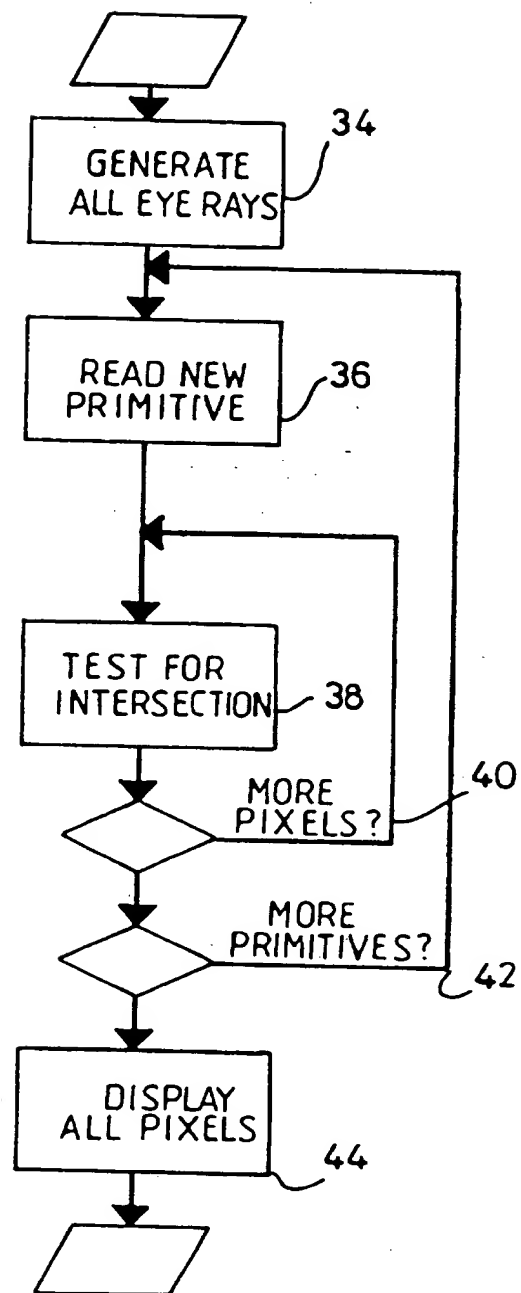 34
GENERATE
ALL EYE RAYS
READ NEW
PRIMITIVE
36
TEST FOR
INTERSECTION
38
MORE
PIXELS?
40
MORE
PRIMITIVES?
42
DISPLAY
ALL PIXELS
44